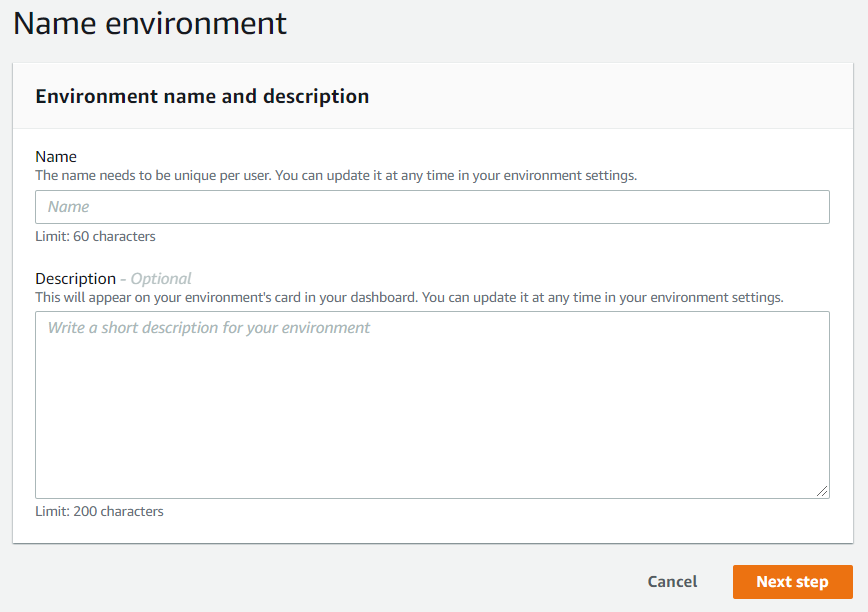 Name environment
Environment name and description
Name
The name needs to be unique per user. You can update it at any time in your environment settings.
Name
Limit: 60 characters
Description - Optional
This will appear on your environment's card in your dashboard. You can update it at any time in your environment settings.
Write a short description for your environment
Limit: 200 characters
Cancel Next step